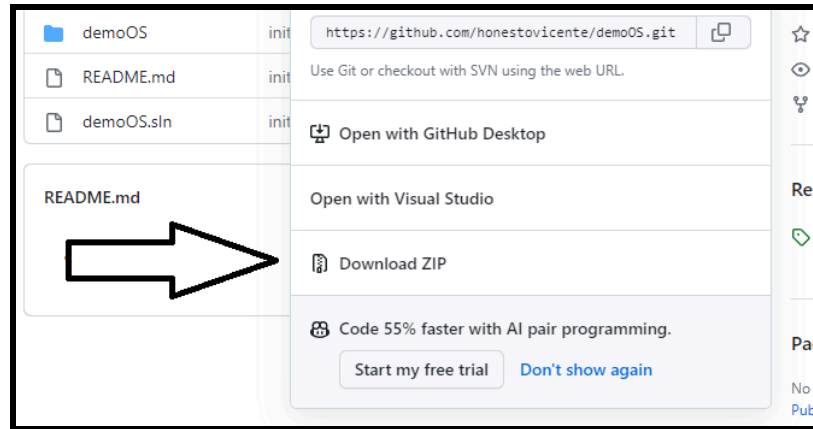 demoOS
init
README.md
init
demoOS.sln
init
README.md
https://github.com/honestovicente/demoOS.git
Use Git or checkout with SVN using the web URL.
Open with GitHub Desktop
Open with Visual Studio
Download ZIP
Code 55% faster with AI pair programming.
Start my free trial Don't show again
Re
Pa
No
Pub